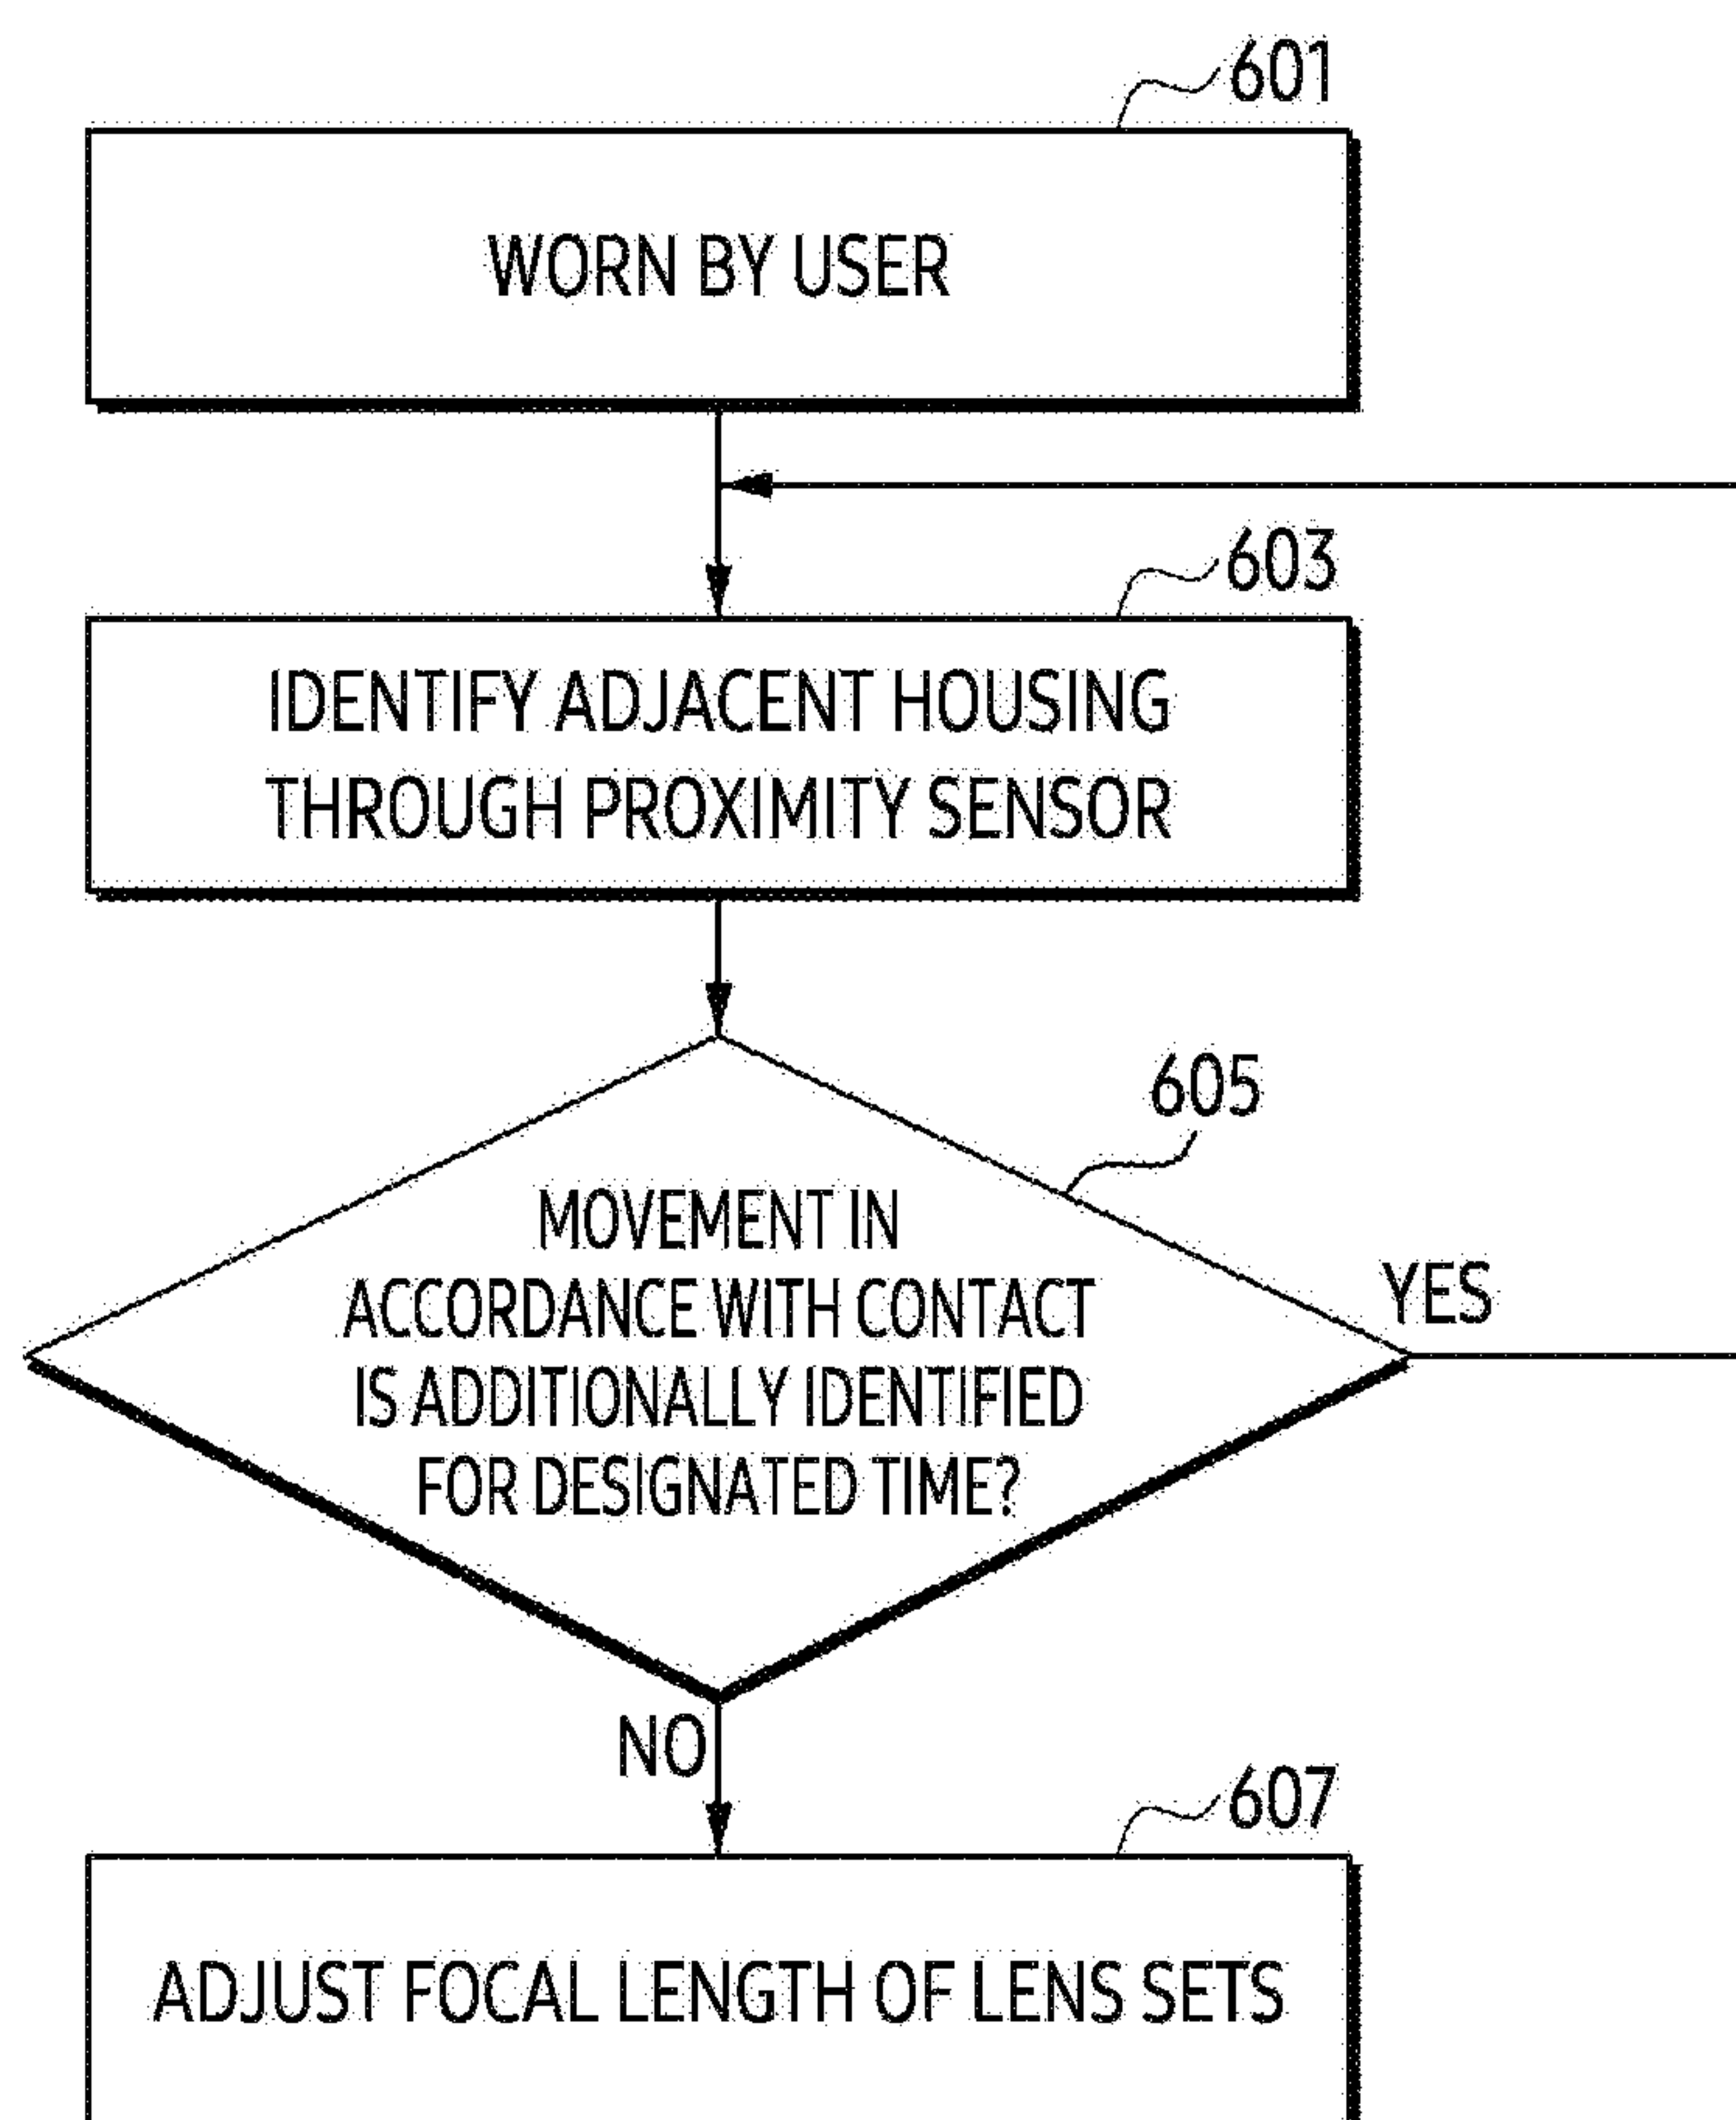 601
WORN BY USER
603
IDENTIFY ADJACENT HOUSING
THROUGH PROXIMITY SENSOR
605
MOVEMENT IN
ACCORDANCE WITH CONTACT
IS ADDITIONALLY IDENTIFIED
FOR DESIGNATED TIME?
YES
NO
607
ADJUST FOCAL LENGTH OF LENS SETS